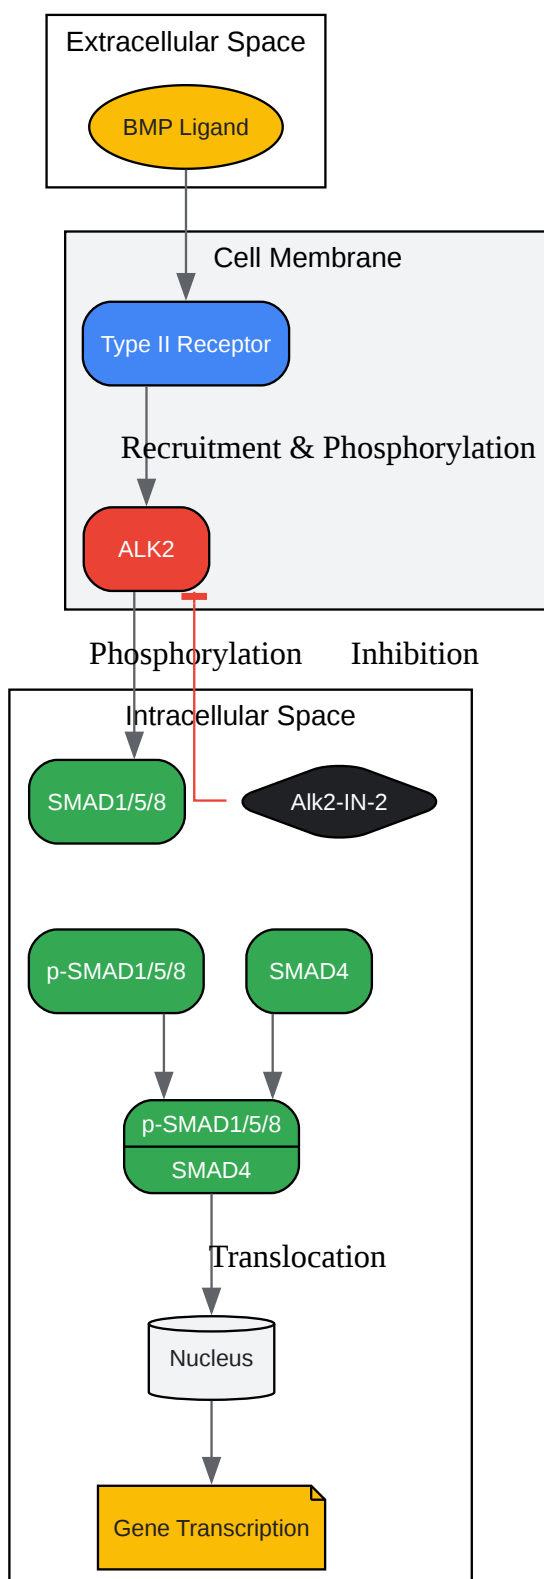 Extracellular Space
BMP Ligand
Cell Membrane
Type II Receptor
Recruitment & Phosphorylation
ALK2
Phosphorylation
Inhibition
Intracellular Space
SMAD1/5/8
Alk2-IN-2
p-SMAD1/5/8
SMAD4
p-SMAD1/5/8
SMAD4
Translocation
Nucleus
Gene Transcription